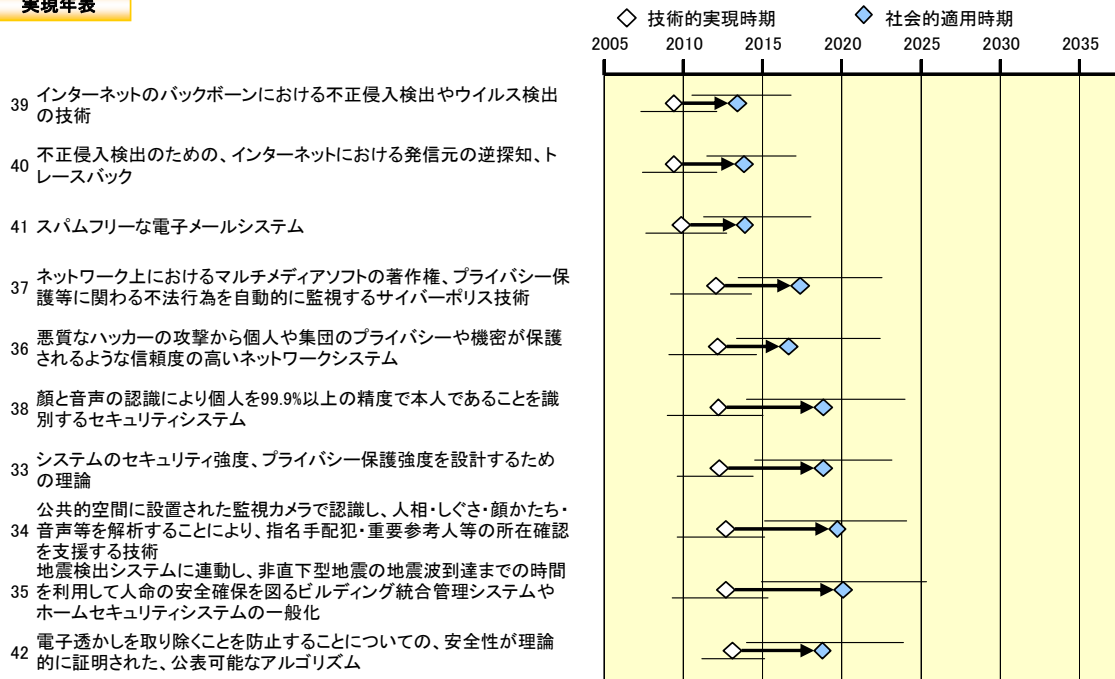 実現年表
技術的実現時期 社会的適用時期
2005 2010 2015 2020 2025 2030 2035
39 インターネットのバックボーンにおける不正侵入検出やウイルス検出
の技術
40 不正侵入検出のための、インターネットにおける発信元の逆探知、ト
レースバック
41 スパムフリーな電子メールシステム
37 ネットワーク上におけるマルチメディアソフトの著作権、プライバシー保
護等に関わる不法行為を自動的に監視するサイバーポリス技術
36 悪質なハッカーの攻撃から個人や集団のプライバシーや機密が保護
されるような信頼度の高いネットワークシステム
38 顔と音声の認識により個人を99.9%以上の精度で本人であることを識
別するセキュリティシステム
33 システムのセキュリティ強度、プライバシー保護強度を設計するため
の理論
公共的空間に設置された監視カメラで認識し、人相・しぐさ・顔かたち・
34 音声等を解析することにより、指名手配犯・重要参考人等の所在確認
を支援する技術
地震検出システムに連動し、非直下型地震の地震波到達までの時間
35 を利用して人命の安全確保を図るビルディング統合管理システムや
ホームセキュリティシステムの一般化
42 電子透かしを取り除くことを防止することについての、安全性が理論
的に証明された、公表可能なアルゴリズム